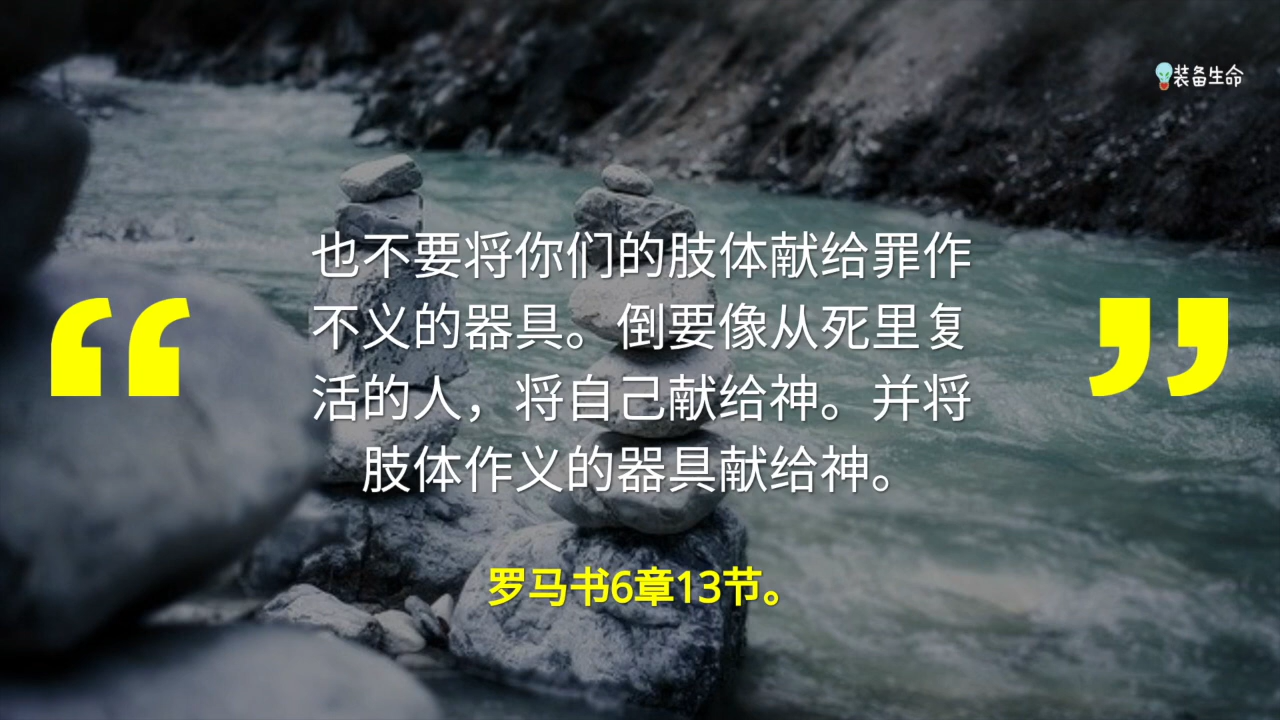 装备生命
“
也不要将你们的肢体献给罪作
不义的器具。倒要像从死里复
活的人，将自己献给神。并将
肢体作义的器具献给神。
”
罗马书6章13节。